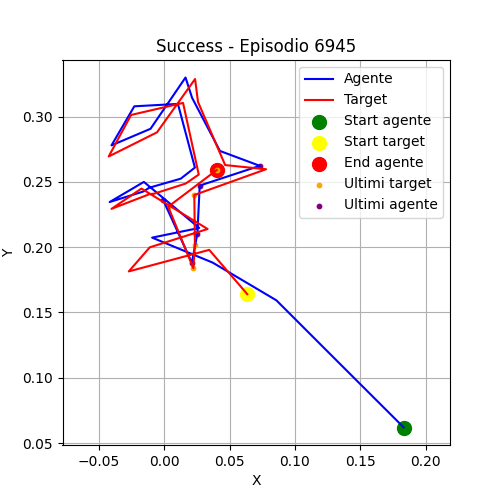 Success - Episodio 6945
Agente
Target
Start agente
Start target
End agente
Ultimi target
Ultimi agente
0.30
0.25
0.20
0.15
0.10
0.05
Y
−0.05
0.00
0.05
0.10
0.15
0.20
X